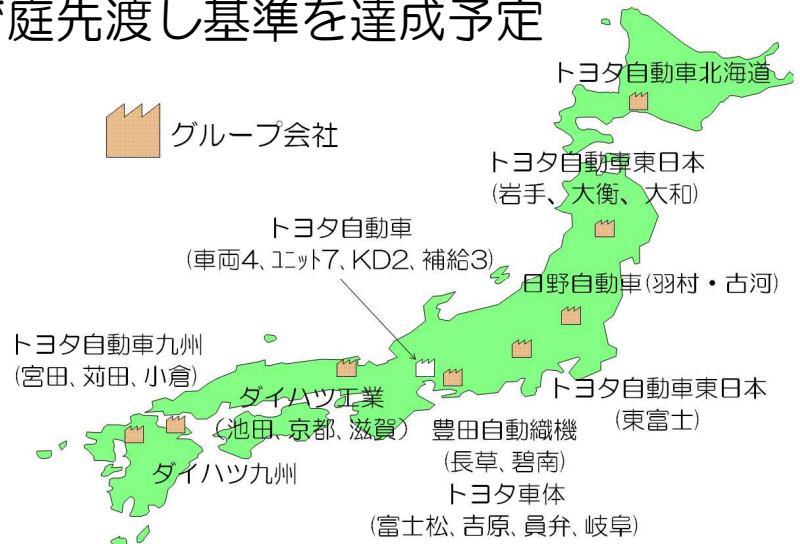 庭先渡し基準を達成予定
グループ会社
トヨタ自動車北海道
トヨタ自動車東日本
(岩手、大衡、大和)
トヨタ自動車
(車両4、ユニット7、KD2、補給3)
日野自動車(羽村・古河)
トヨタ自動車九州
(宮田、苅田、小倉)
ダイハツ工業
(池田、京都、滋賀)
トヨタ自動車東日本
(東富士)
豊田自動織機
(長草、碧南)
ダイハツ九州
トヨタ車体
(富士松、吉原、員弁、岐阜)